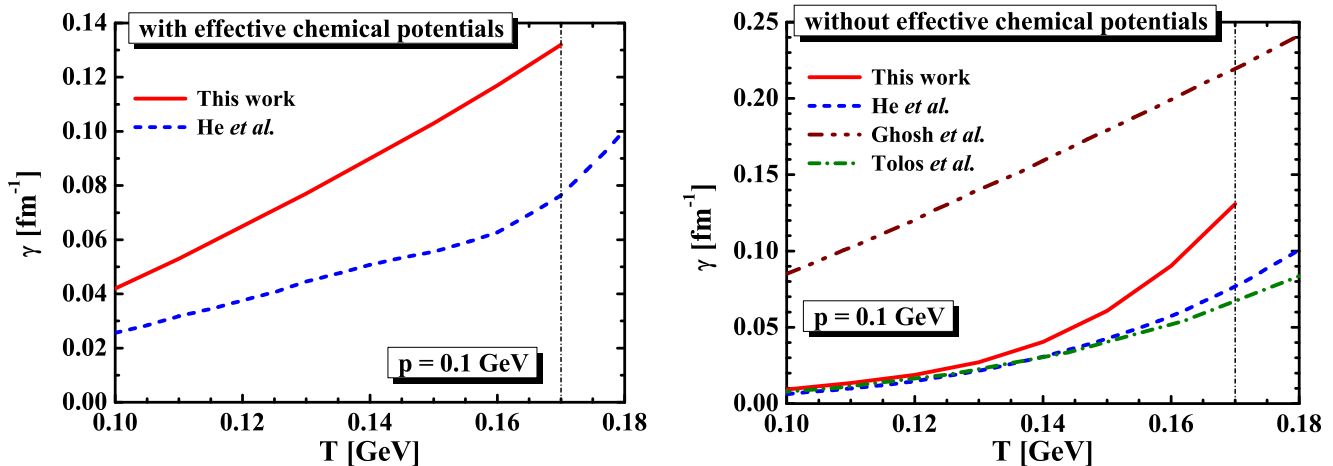 with effective chemical potentials
This work
He et al.
p = 0.1 GeV
γ [fm⁻¹]
0.14
0.12
0.10
0.08
0.06
0.04
0.02
0.00
0.10
0.12
0.14
0.16
0.18
T [GeV]
without effective chemical potentials
This work
He et al.
Ghosh et al.
Tolos et al.
p = 0.1 GeV
γ [fm⁻¹]
0.25
0.20
0.15
0.10
0.05
0.00
0.10
0.12
0.14
0.16
0.18
T [GeV]